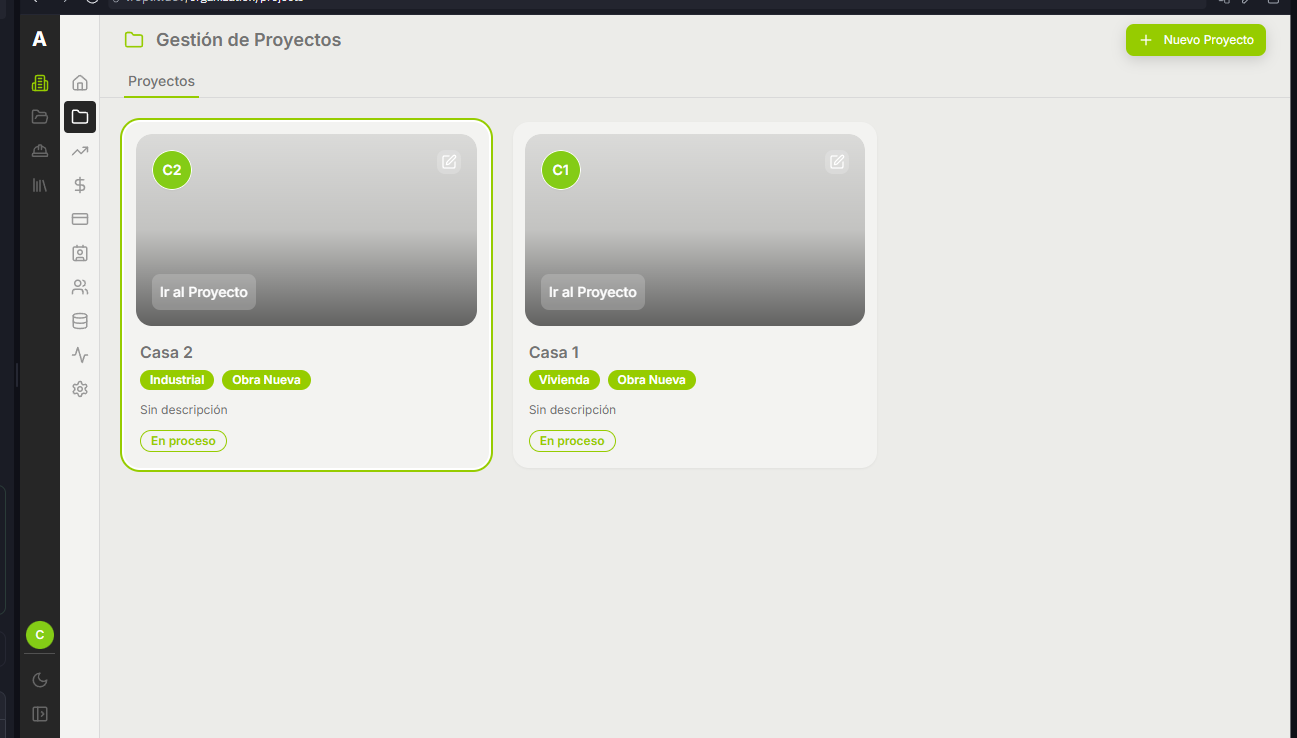 A
Gestión de Proyectos
Nuevo Proyecto
Proyectos
C2
C1
Ir al Proyecto
Ir al Proyecto
Casa 2
Casa 1
Industrial
Obra Nueva
Vivienda
Obra Nueva
Sin descripción
Sin descripción
En proceso
En proceso
C